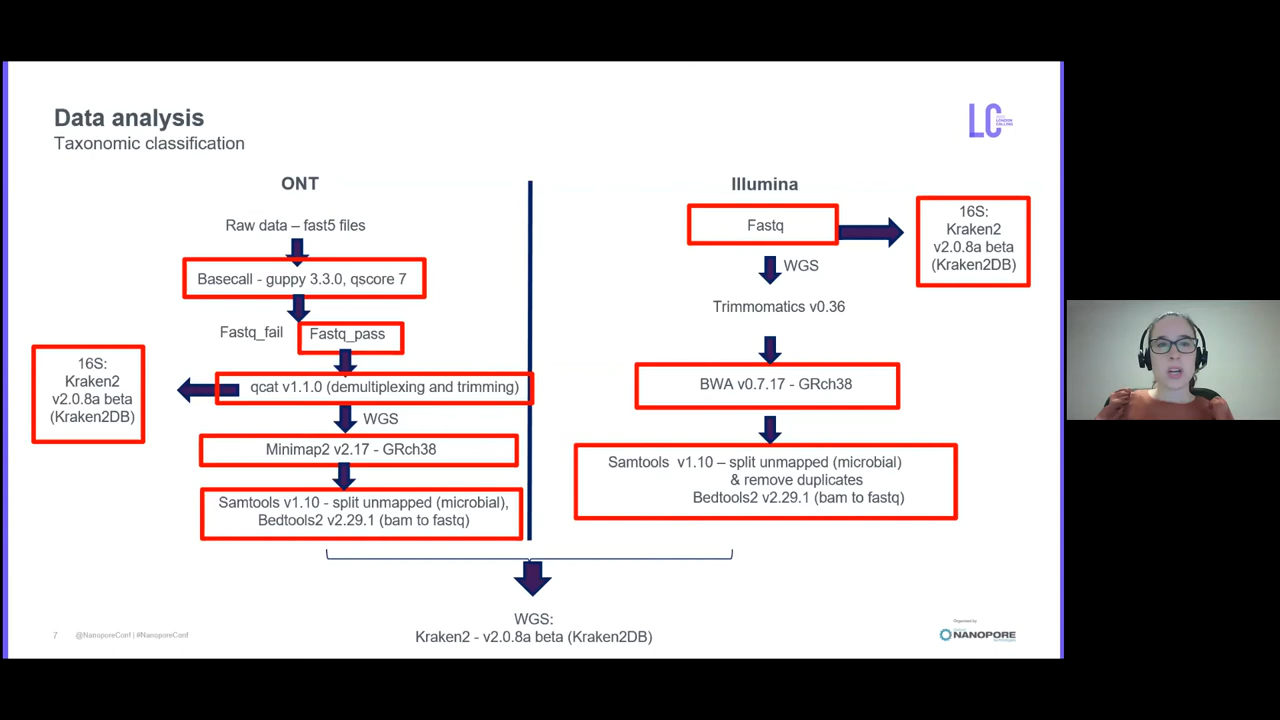 Data analysis
Taxonomic classification
LC
LONDON
CALLING
ONT
Raw data – fast5 files
Basecall - guppy 3.3.0, qscore 7
Fastq_fail
Fastq_pass
qcat v1.1.0 (demultiplexing and trimming)
16S:
Kraken2
v2.0.8a beta
(Kraken2DB)
WGS
Minimap2 v2.17 - GRch38
Samtools v1.10 - split unmapped (microbial),
Bedtools2 v2.29.1 (bam to fastq)
Illumina
Fastq
16S:
Kraken2
v2.0.8a beta
(Kraken2DB)
WGS
Trimmomatics v0.36
BWA v0.7.17 - GRch38
Samtools v1.10 – split unmapped (microbial)
& remove duplicates
Bedtools2 v2.29.1 (bam to fastq)
WGS:
Kraken2 - v2.0.8a beta (Kraken2DB)
7
@NanoporeConf | #NanoporeConf
Organised by
NANOPORE